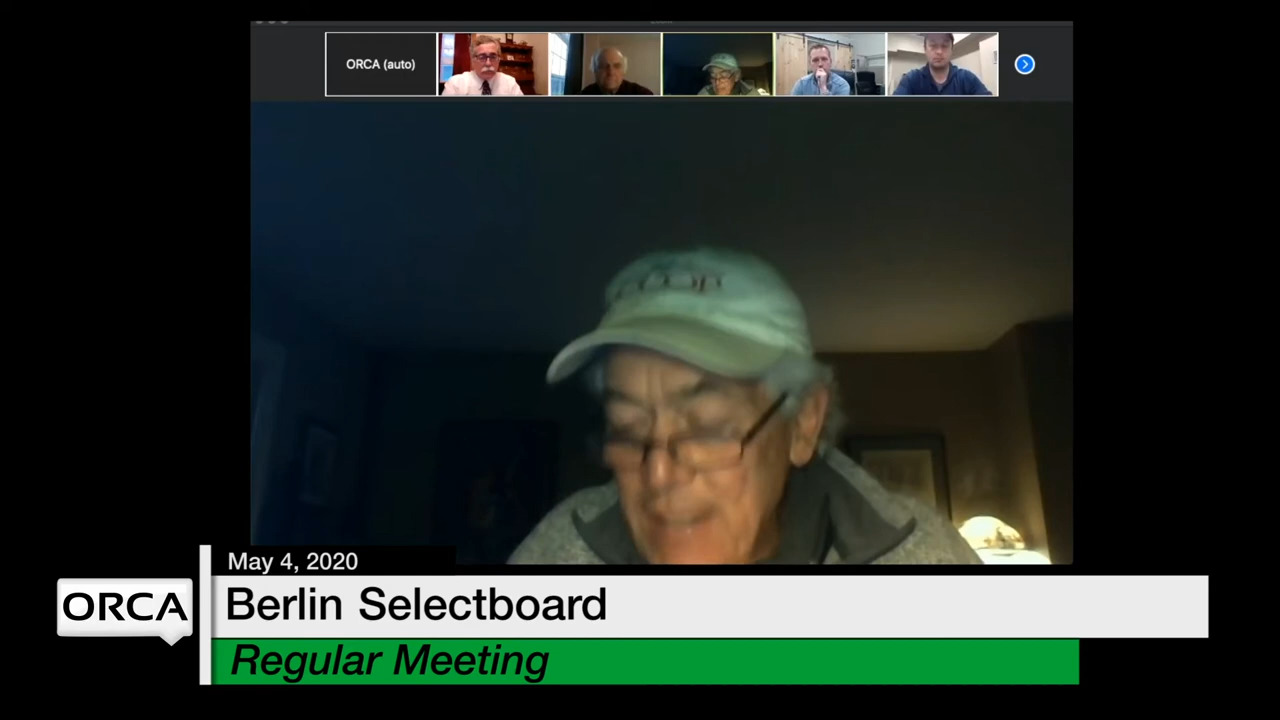 ORCA (auto)
May 4, 2020
ORCA
Berlin Selectboard
Regular Meeting